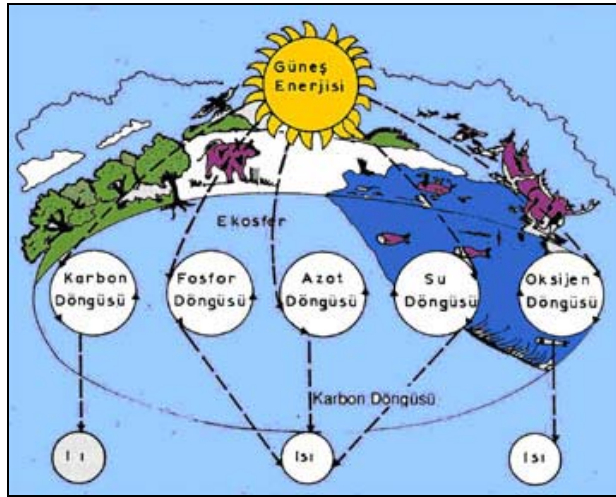 Güneş
Enerjisi
Ekosfer
Karbon
Döngüsü
Fosfor
Döngüsü
Azot
Döngüsü
Su
Döngüsü
Oksijen
Döngüsü
Karbon Döngüsü
Isı
Isı